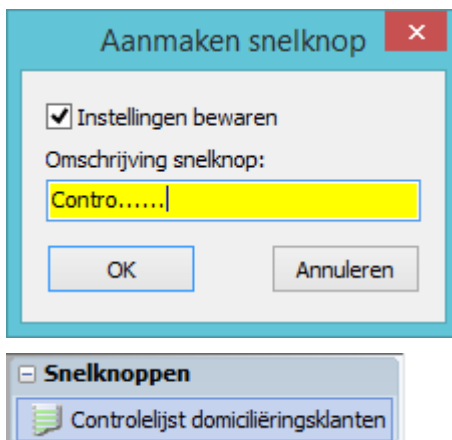 Aanmaken snelknop
Instellingen bewaren
Omschrijving snelknop:
Contro......
OK Annuleren
Snelknoppen
Controlelijst domiciliëringsklanten